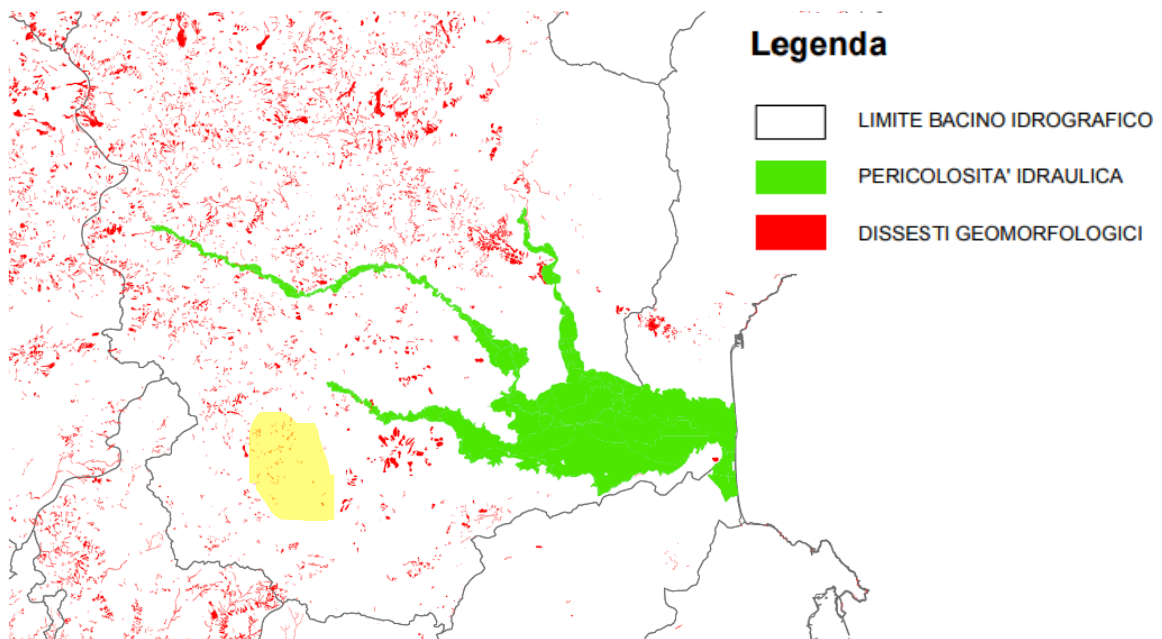 Legenda
LIMITE BACINO IDROGRAFICO
PERICOLOSITA' IDRAULICA
DISSESTI GEOMORFOLOGICI